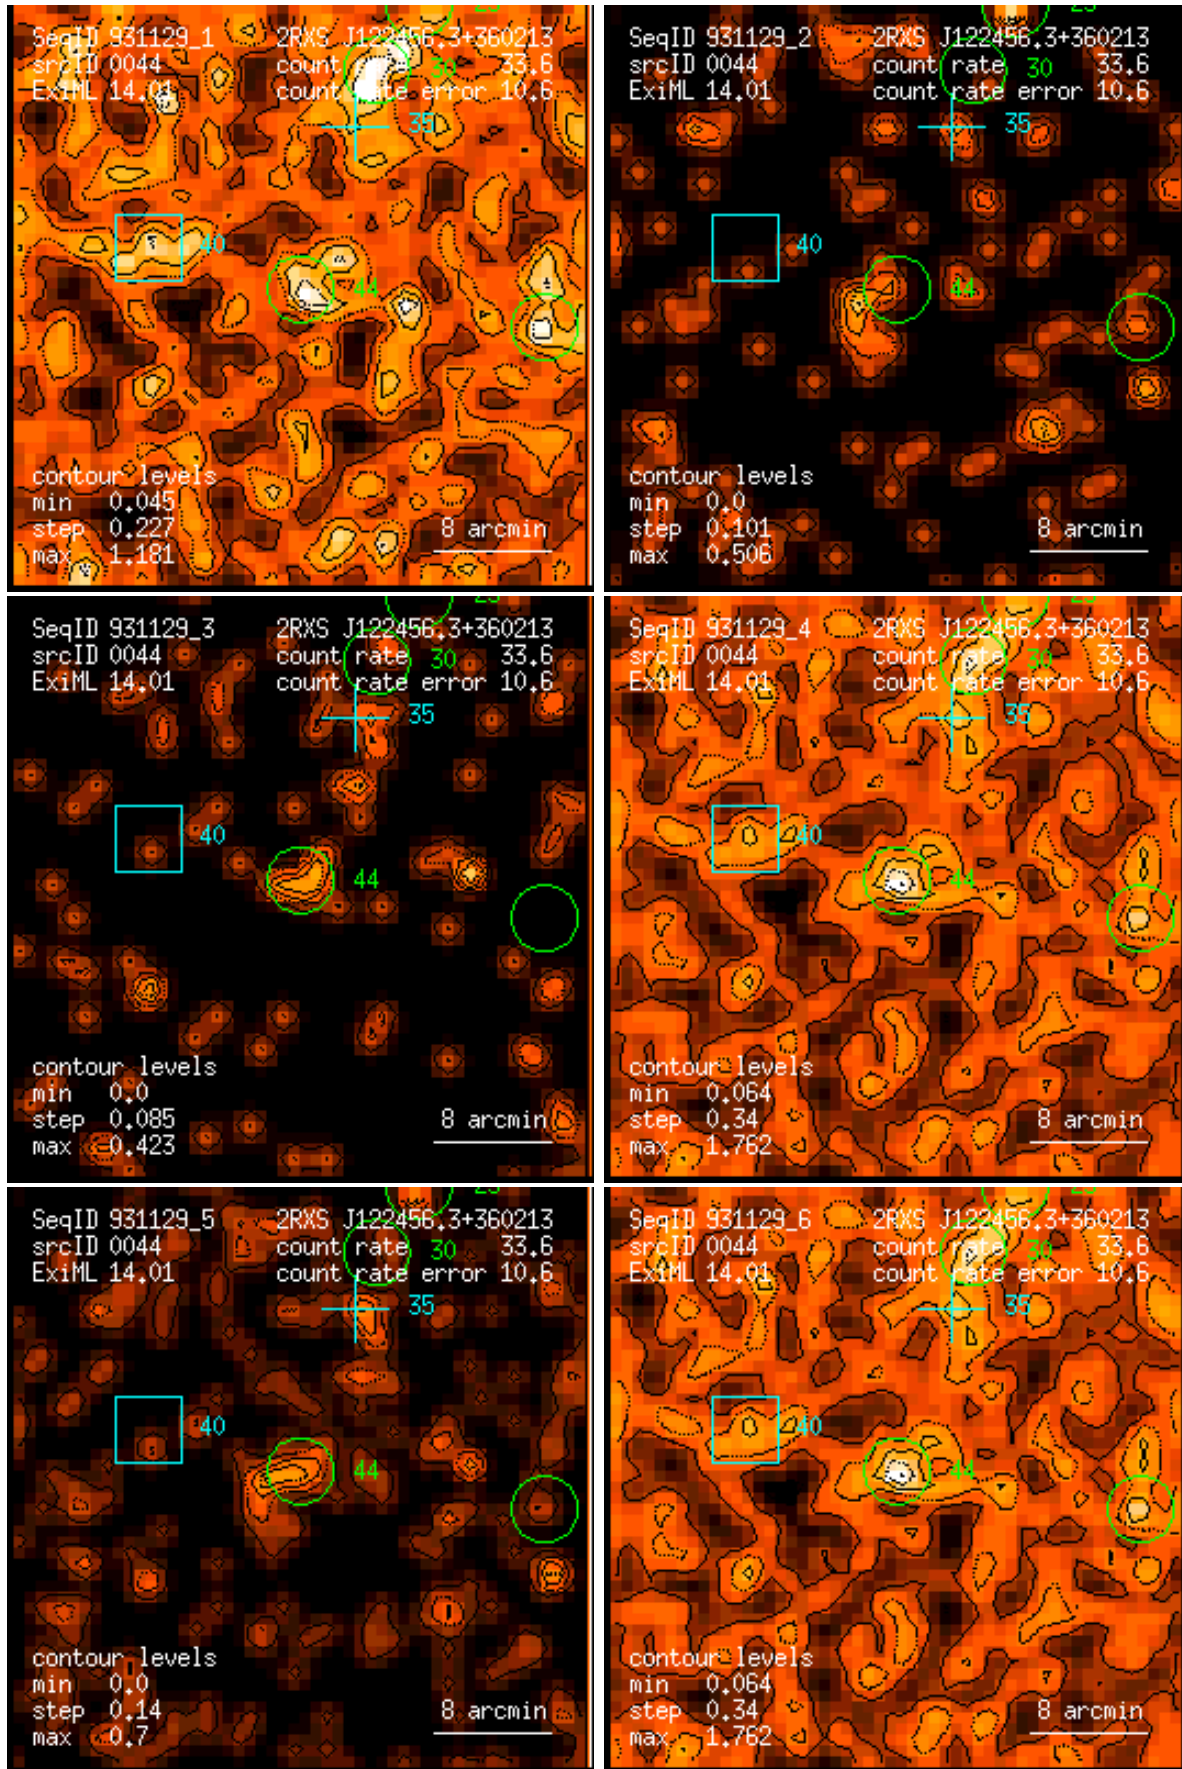 25
SeqID 931129_1 2RXS J122456.3+360213
srcID 0044 count rate 30 33.6
ExiML 14.01 count rate error 10.6
35
40
44
contour levels
min 0.045
step 0.227 8 arcmin
max 1.181
25
SeqID 931129_2 2RXS J122456.3+360213
srcID 0044 count rate 30 33.6
ExiML 14.01 count rate error 10.6
35
40
44
contour levels
min 0.0
step 0.101 8 arcmin
max 0.506
25
SeqID 931129_3 2RXS J122456.3+360213
srcID 0044 count rate 30 33.6
ExiML 14.01 count rate error 10.6
35
40
44
contour levels
min 0.0
step 0.085 8 arcmin
max 0.423
25
SeqID 931129_4 2RXS J122456.3+360213
srcID 0044 count rate 30 33.6
ExiML 14.01 count rate error 10.6
35
40
44
contour levels
min 0.064
step 0.34 8 arcmin
max 1.762
25
SeqID 931129_5 2RXS J122456.3+360213
srcID 0044 count rate 30 33.6
ExiML 14.01 count rate error 10.6
35
40
44
contour levels
min 0.0
step 0.14 8 arcmin
max 0.7
25
SeqID 931129_6 2RXS J122456.3+360213
srcID 0044 count rate 30 33.6
ExiML 14.01 count rate error 10.6
35
40
44
contour levels
min 0.064
step 0.34 8 arcmin
max 1.762